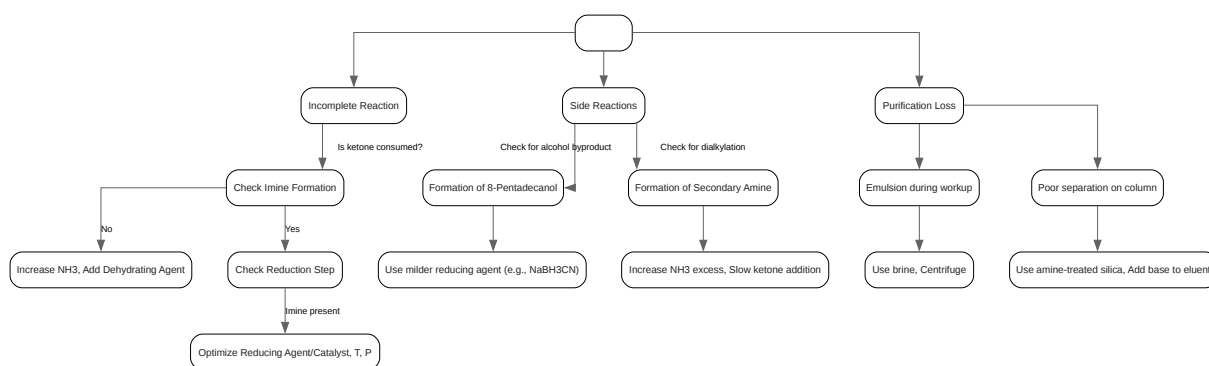 Incomplete Reaction
Side Reactions
Purification Loss
Is ketone consumed?
Check for alcohol byproduct
Check for dialkylation
Check Imine Formation
Formation of 8-Pentadecanol
Formation of Secondary Amine
Emulsion during workup
Poor separation on column
No
Yes
Increase NH3, Add Dehydrating Agent
Check Reduction Step
Use milder reducing agent (e.g., NaBH3CN)
Increase NH3 excess, Slow ketone addition
Use brine, Centrifuge
Use amine-treated silica, Add base to eluent
Imine present
Optimize Reducing Agent/Catalyst, T, P